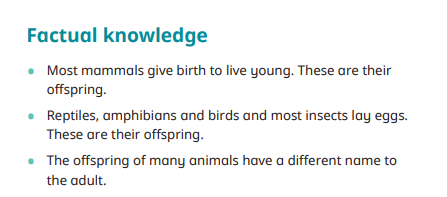 Factual knowledge
Most mammals give birth to live young. These are their
offspring.
Reptiles, amphibians and birds and most insects lay eggs.
These are their offspring.
The offspring of many animals have a different name to
the adult.